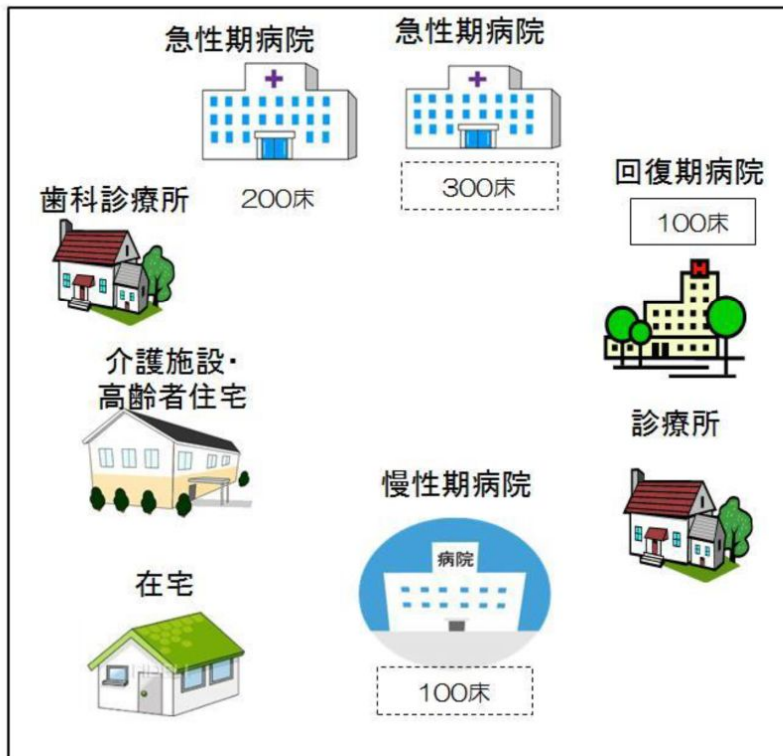 急性期病院
急性期病院
200床
300床
回復期病院
100床
歯科診療所
介護施設・
高齢者住宅
診療所
慢性期病院
病院
100床
在宅
H